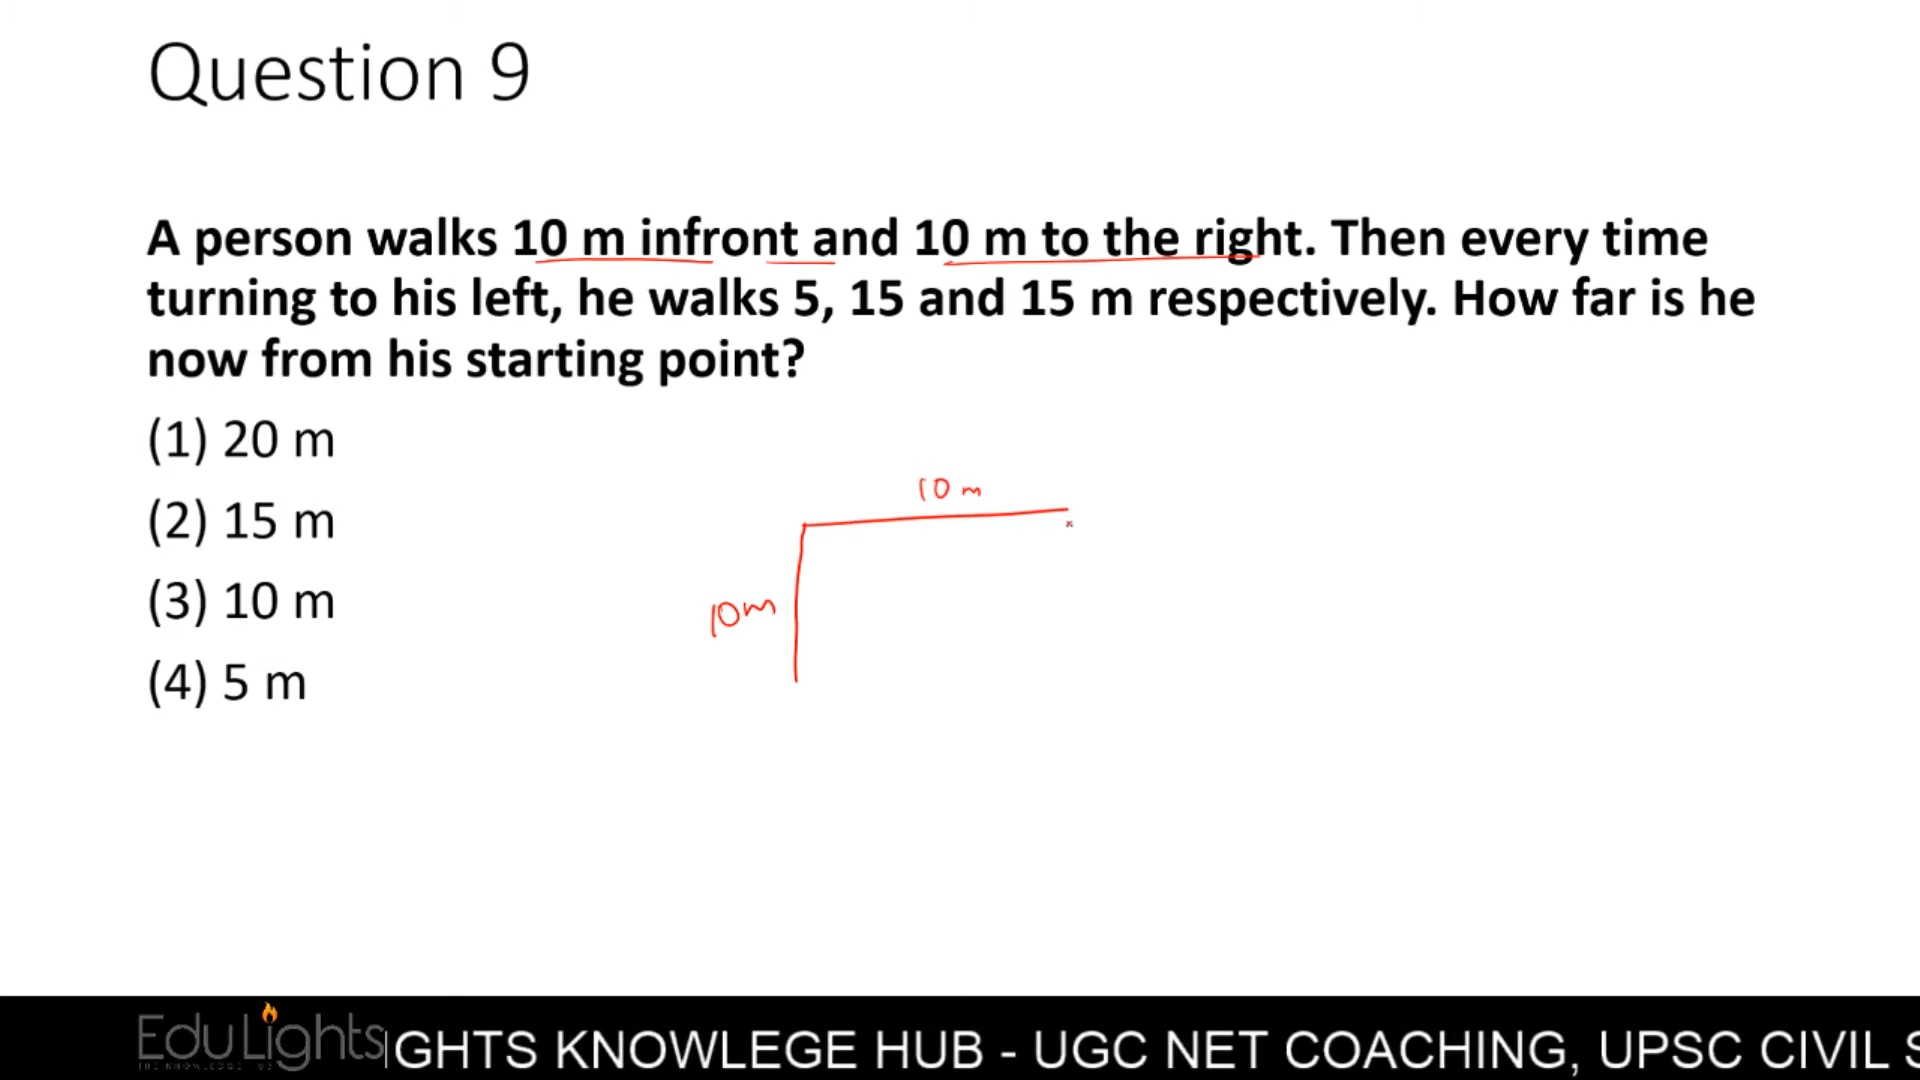 Question 9
A person walks 10 m infront and 10 m to the right. Then every time
turning to his left, he walks 5, 15 and 15 m respectively. How far is he
now from his starting point?
(1) 20 m
(2) 15 m
(3) 10 m
(4) 5 m
10 m
10m
EduLights
GHTS KNOWLEGE HUB - UGC NET COACHING, UPSC CIVIL S